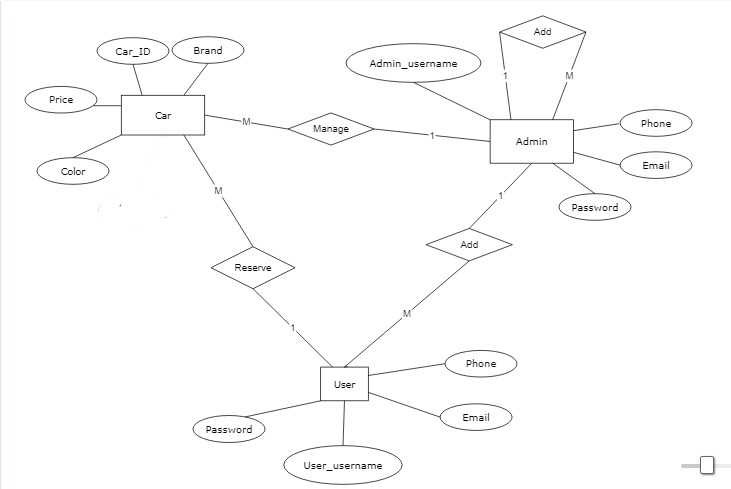 Add
Car_ID
Brand
Admin_username
1
M
Price
Car
M
Manage
1
Admin
Phone
Email
Color
M
1
Password
Add
Reserve
M
1
Phone
User
Email
Password
User_username